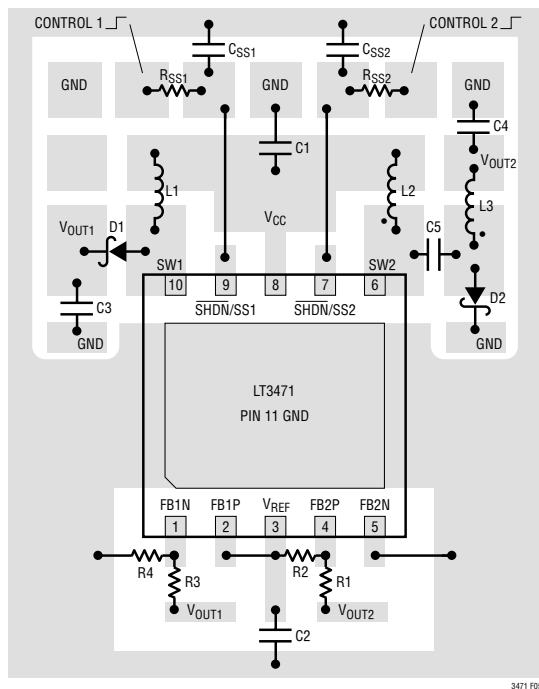 CONTROL 1
CSS1
CSS2
CONTROL 2
GND
RSS1
RSS2
GND
C1
C4
VOUT2
L1
L2
L3
VCC
VOUT1
D1
C5
SW1
SW2
10
9
8
7
6
C3
SHDN/SS1
SHDN/SS2
D2
GND
GND
LT3471
PIN 11 GND
FB1N
FB1P
VREF
FB2P
FB2N
1
2
3
4
5
R4
R3
R2
R1
VOUT1
VOUT2
C2
3471 F05